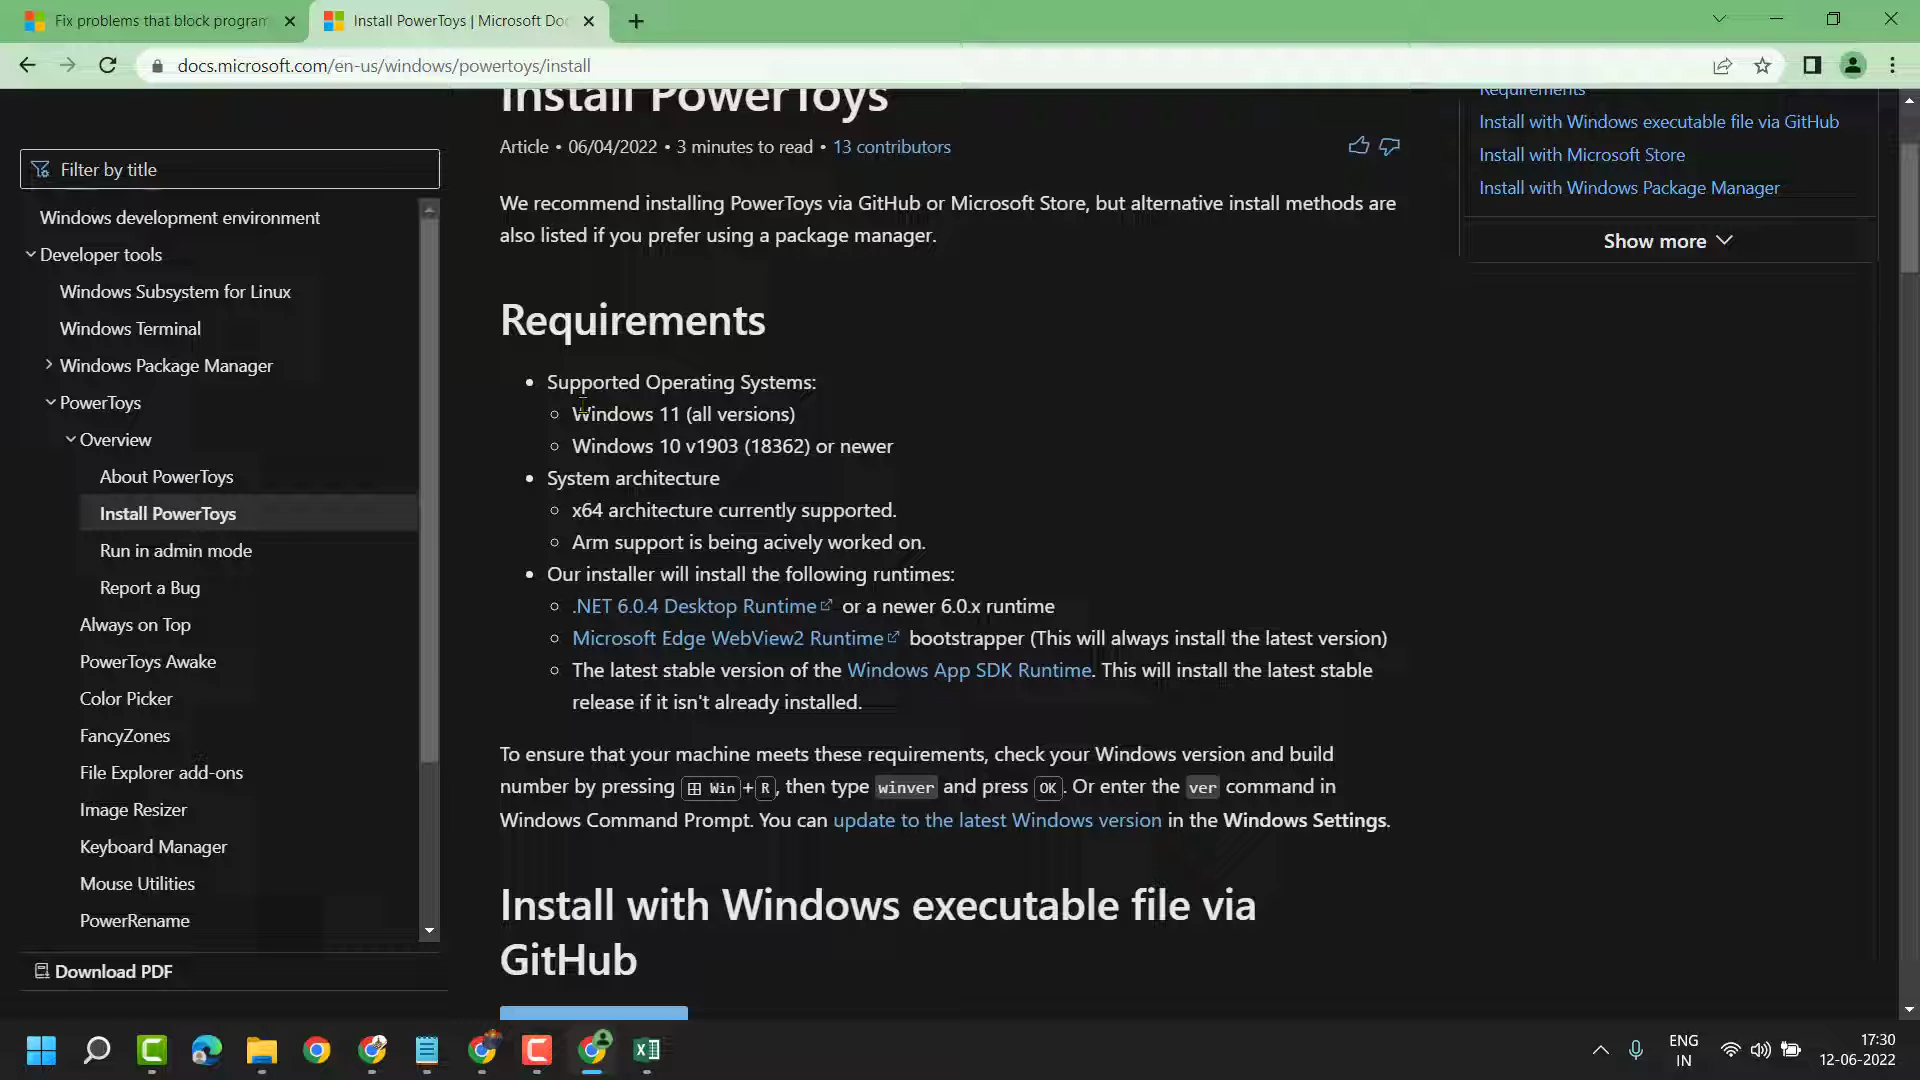 Fix problems that block program
Install PowerToys | Microsoft Doc
docs.microsoft.com/en-us/windows/powertoys/install
Filter by title
Windows development environment
Developer tools
Windows Subsystem for Linux
Windows Terminal
Windows Package Manager
PowerToys
Overview
About PowerToys
Install PowerToys
Run in admin mode
Report a Bug
Always on Top
PowerToys Awake
Color Picker
FancyZones
File Explorer add-ons
Image Resizer
Keyboard Manager
Mouse Utilities
PowerRename
Download PDF
Install PowerToys
Article • 06/04/2022 • 3 minutes to read • 13 contributors
We recommend installing PowerToys via GitHub or Microsoft Store, but alternative install methods are
also listed if you prefer using a package manager.
Requirements
Supported Operating Systems:
Windows 11 (all versions)
Windows 10 v1903 (18362) or newer
System architecture
x64 architecture currently supported.
Arm support is being acively worked on.
Our installer will install the following runtimes:
.NET 6.0.4 Desktop Runtime or a newer 6.0.x runtime
Microsoft Edge WebView2 Runtime bootstrapper (This will always install the latest version)
The latest stable version of the Windows App SDK Runtime. This will install the latest stable
release if it isn't already installed.
To ensure that your machine meets these requirements, check your Windows version and build
number by pressing Win+R, then type winver and press OK. Or enter the ver command in
Windows Command Prompt. You can update to the latest Windows version in the Windows Settings.
Install with Windows executable file via
GitHub
Requirements
Install with Windows executable file via GitHub
Install with Microsoft Store
Install with Windows Package Manager
Show more
ENG
IN
17:30
12-06-2022